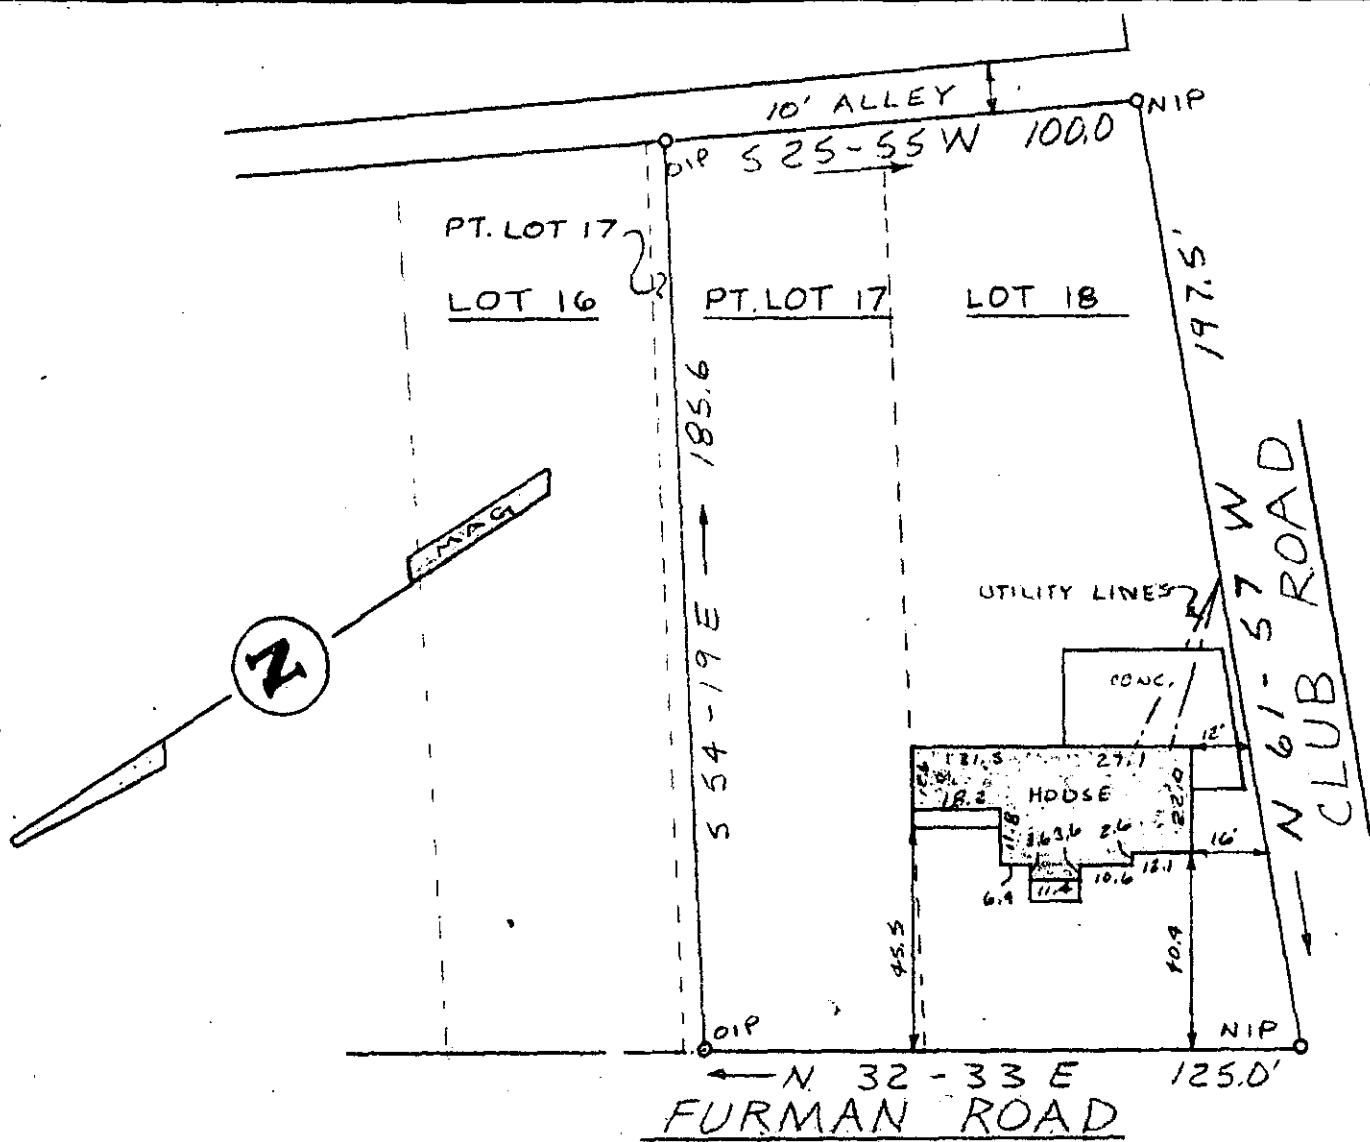 10' ALLEY
NIP
OIP S 25-55 W 100.0
PT. LOT 17
LOT 16
PT. LOT 17
LOT 18
197.5'
185.6
MAG
N
UTILITY LINES
S 54-19 E
N 61-57 W
CLUB ROAD
CONC.
12'
27.1
18.2
HOUSE
22.0
11.8
3.6
2.6
16'
6.4
11.4
10.6
12.1
45.5
40.4
OIP
NIP
N 32-33 E
125.0'
FURMAN ROAD